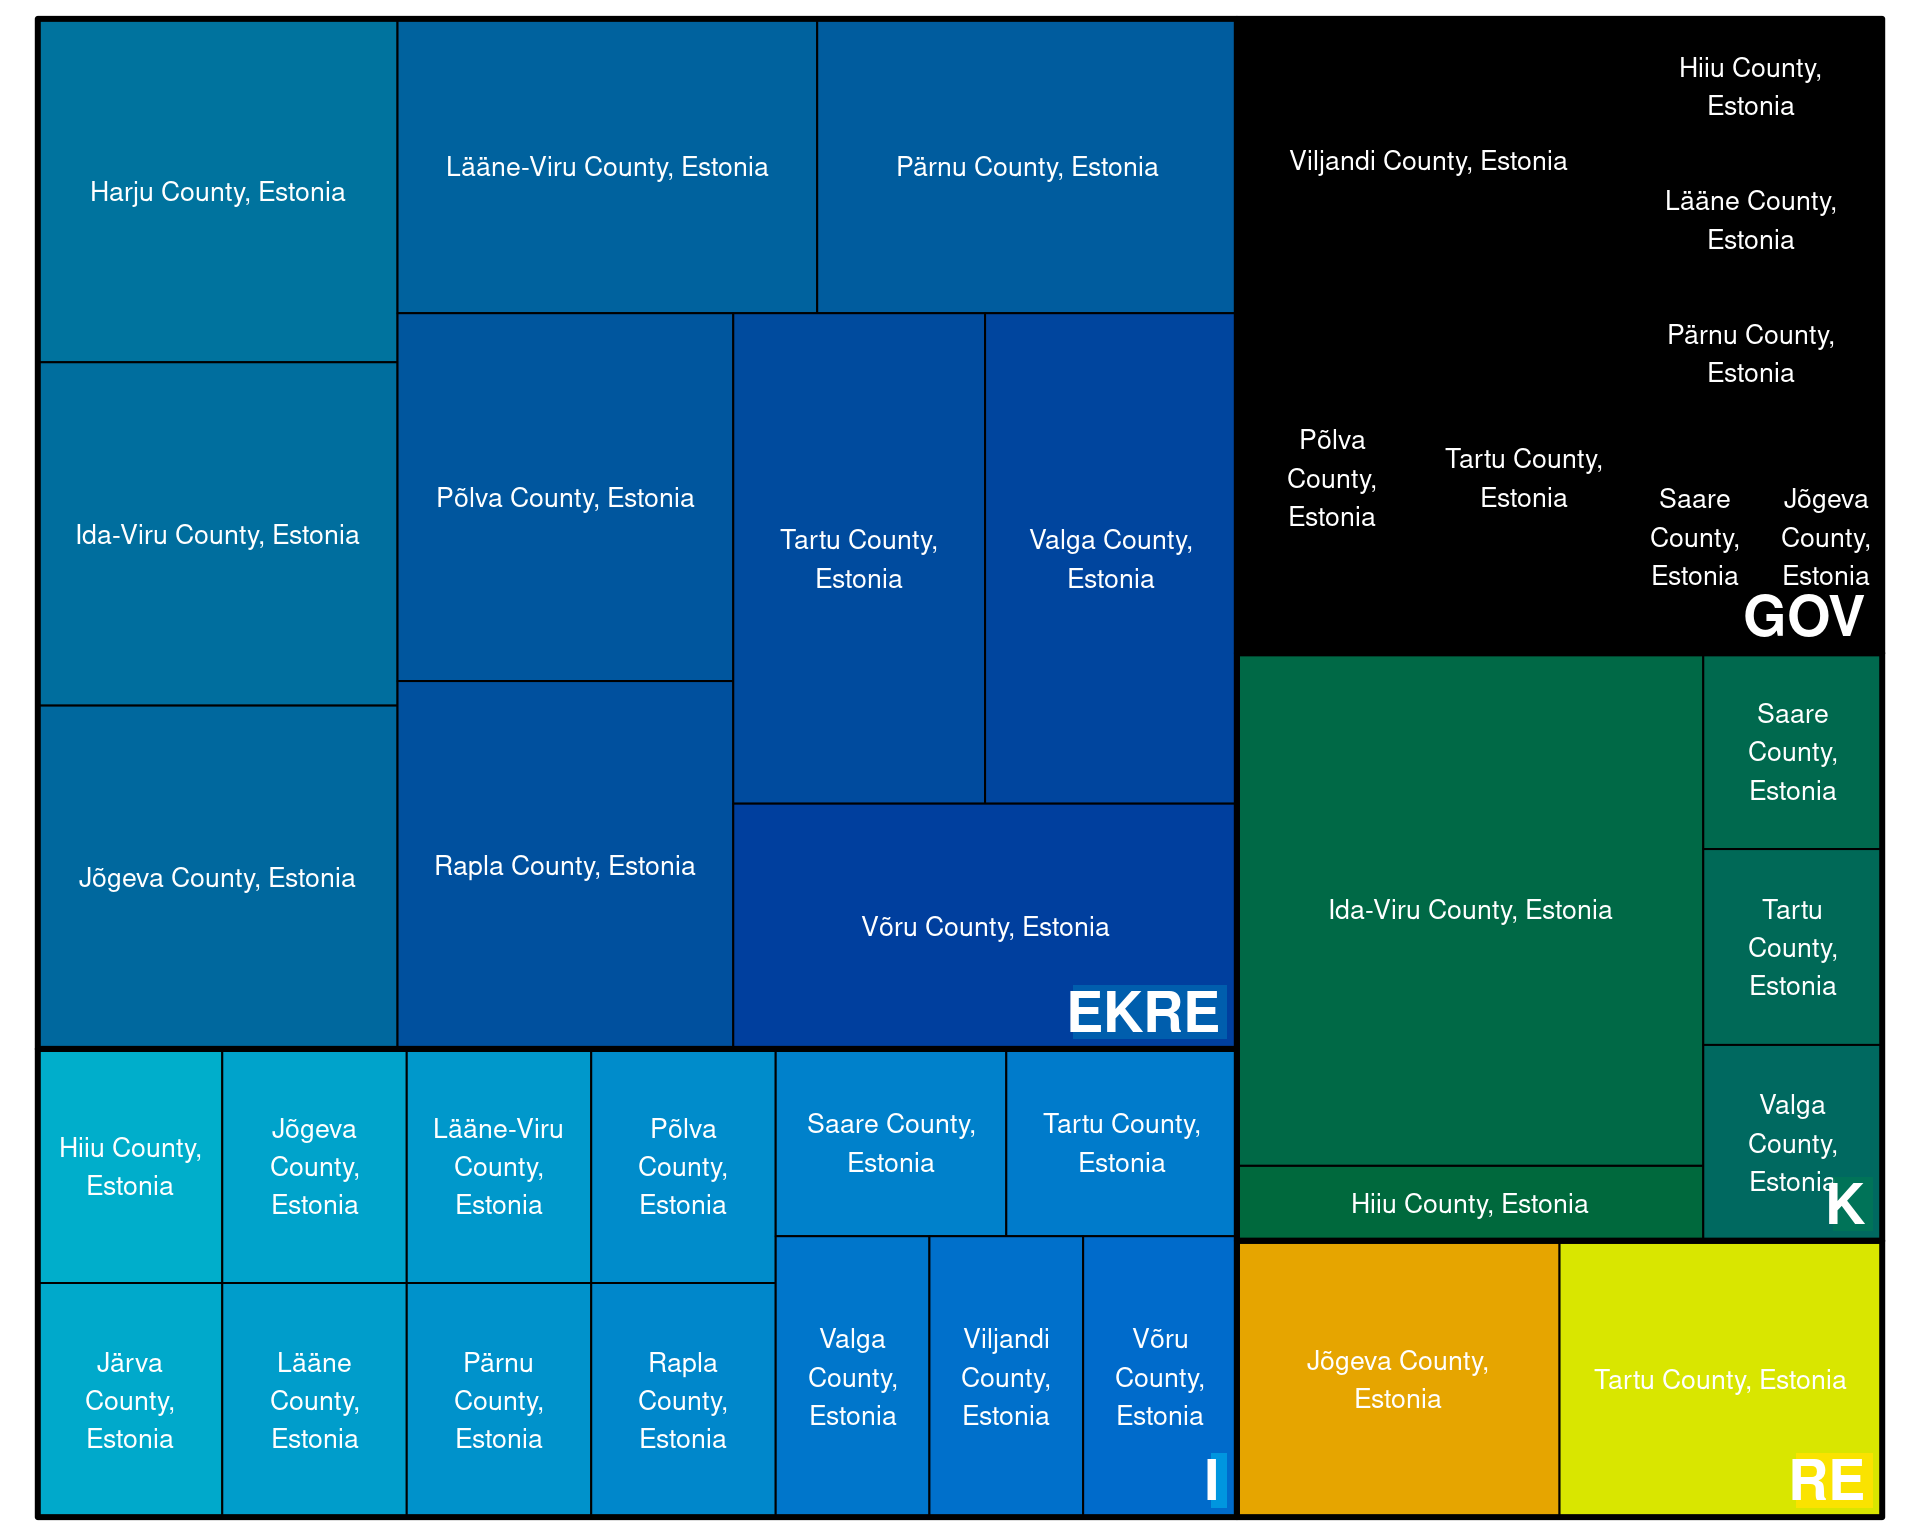 Harju County, Estonia
Ida-Viru County, Estonia
Jõgeva County, Estonia
Lääne-Viru County, Estonia
Pärnu County, Estonia
Põlva County, Estonia
Rapla County, Estonia
Tartu County,
Estonia
Valga County,
Estonia
Võru County, Estonia
EKRE
Viljandi County, Estonia
Hiiu County,
Estonia
Lääne County,
Estonia
Pärnu County,
Estonia
Põlva
County,
Estonia
Tartu County,
Estonia
Saare
County,
Estonia
Jõgeva
County,
Estonia
GOV
Ida-Viru County, Estonia
Hiiu County, Estonia
Saare
County,
Estonia
Tartu
County,
Estonia
Valga
County,
Estonia
K
Hiiu County,
Estonia
Järva
County,
Estonia
Jõgeva
County,
Estonia
Lääne
County,
Estonia
Lääne-Viru
County,
Estonia
Pärnu
County,
Estonia
Põlva
County,
Estonia
Rapla
County,
Estonia
Saare County,
Estonia
Tartu County,
Estonia
Valga
County,
Estonia
Viljandi
County,
Estonia
Võru
County,
Estonia
I
Jõgeva County,
Estonia
Tartu County, Estonia
RE